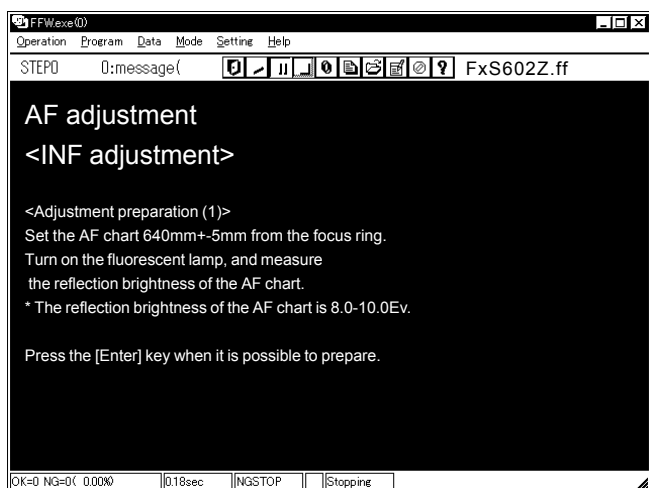 FFW.exe(0)
Operation Program Data Mode Setting Help
STEP0 0:message( FxS602Z.ff
AF adjustment
<INF adjustment>
<Adjustment preparation (1)>
Set the AF chart 640mm+-5mm from the focus ring.
Turn on the fluorescent lamp, and measure
the reflection brightness of the AF chart.
* The reflection brightness of the AF chart is 8.0-10.0Ev.
Press the [Enter] key when it is possible to prepare.
OK=0 NG=0( 0.00%) 0.18sec NGSTOP Stopping